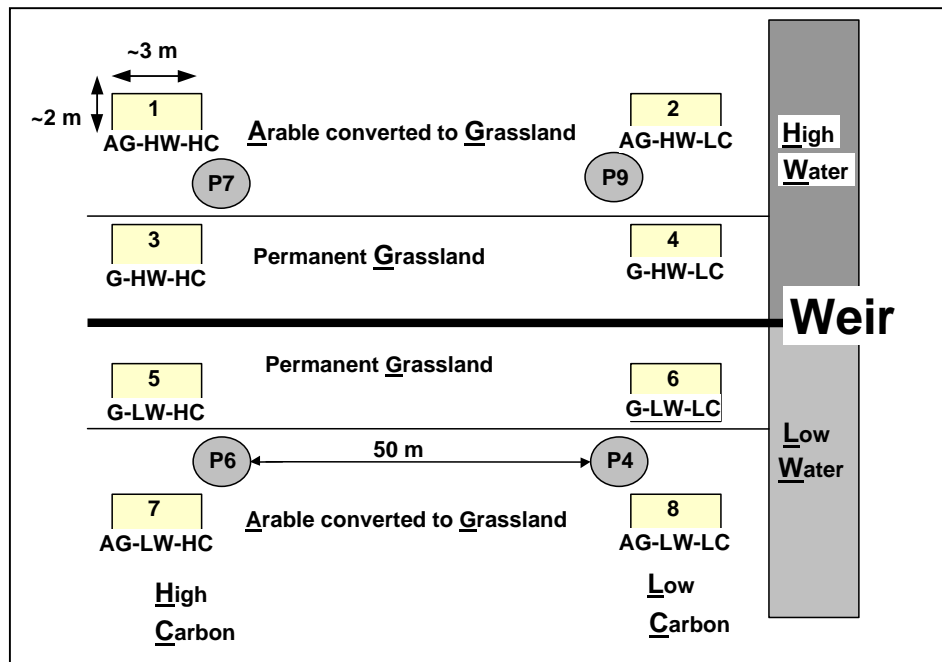 ~3 m
~2 m
1
AG-HW-HC
Arable converted to Grassland
2
AG-HW-LC
High
Water
P7
P9
3
G-HW-HC
Permanent Grassland
4
G-HW-LC
Weir
Permanent Grassland
5
G-LW-HC
6
G-LW-LC
Low
Water
P6
50 m
P4
7
AG-LW-HC
Arable converted to Grassland
8
AG-LW-LC
High
Carbon
Low
Carbon